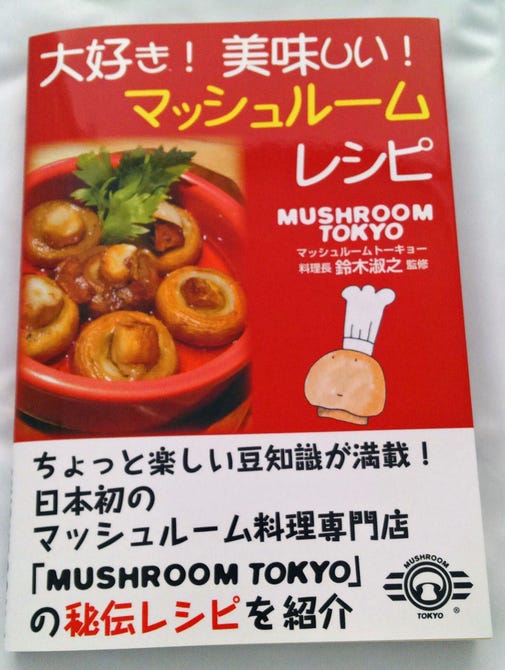 大好き！ 美味しい！
マッシュルーム
レシピ
MUSHROOM
TOKYO
マッシュルームトーキョー
料理長 鈴木淑之 監修
ちょっと楽しい豆知識が満載！
日本初の
マッシュルーム料理専門店
「MUSHROOM TOKYO」
の秘伝レシピを紹介
MUSHROOM
TOKYO
®